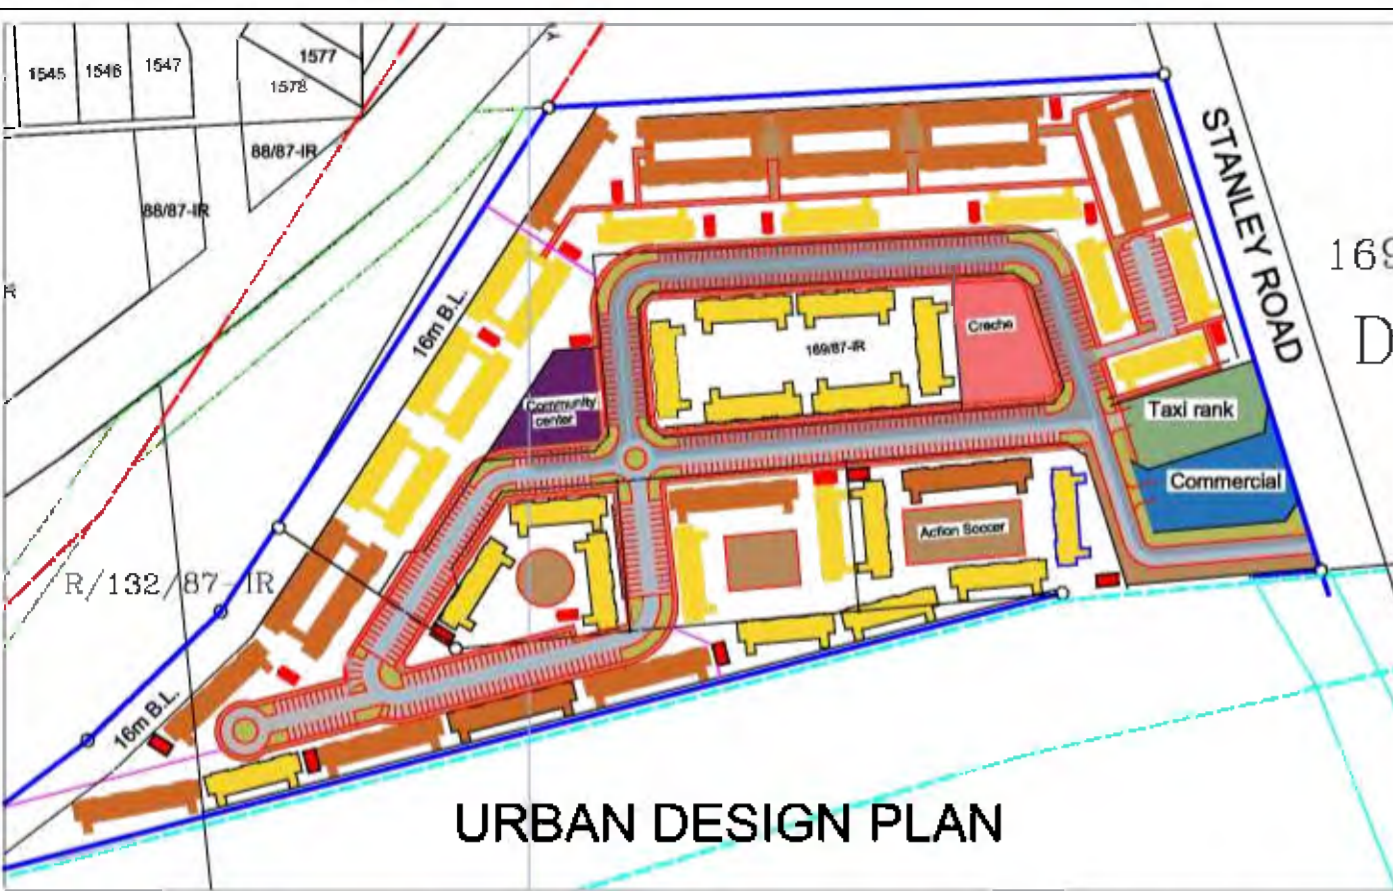 1545
1546
1547
1577
1578
88/87-IR
88/87-IR
R
Y
STANLEY ROAD
169
D
16m B.L.
Creche
169/87-IR
Community
center
Taxi rank
Commercial
Action Soccer
R/132/87-IR
16m B.L.
URBAN DESIGN PLAN